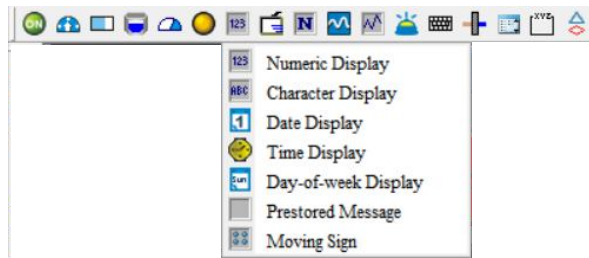 ON 123 N XYZ
123 Numeric Display
ABC Character Display
1 Date Display
Time Display
Sun Day-of-week Display
Prestored Message
Moving Sign